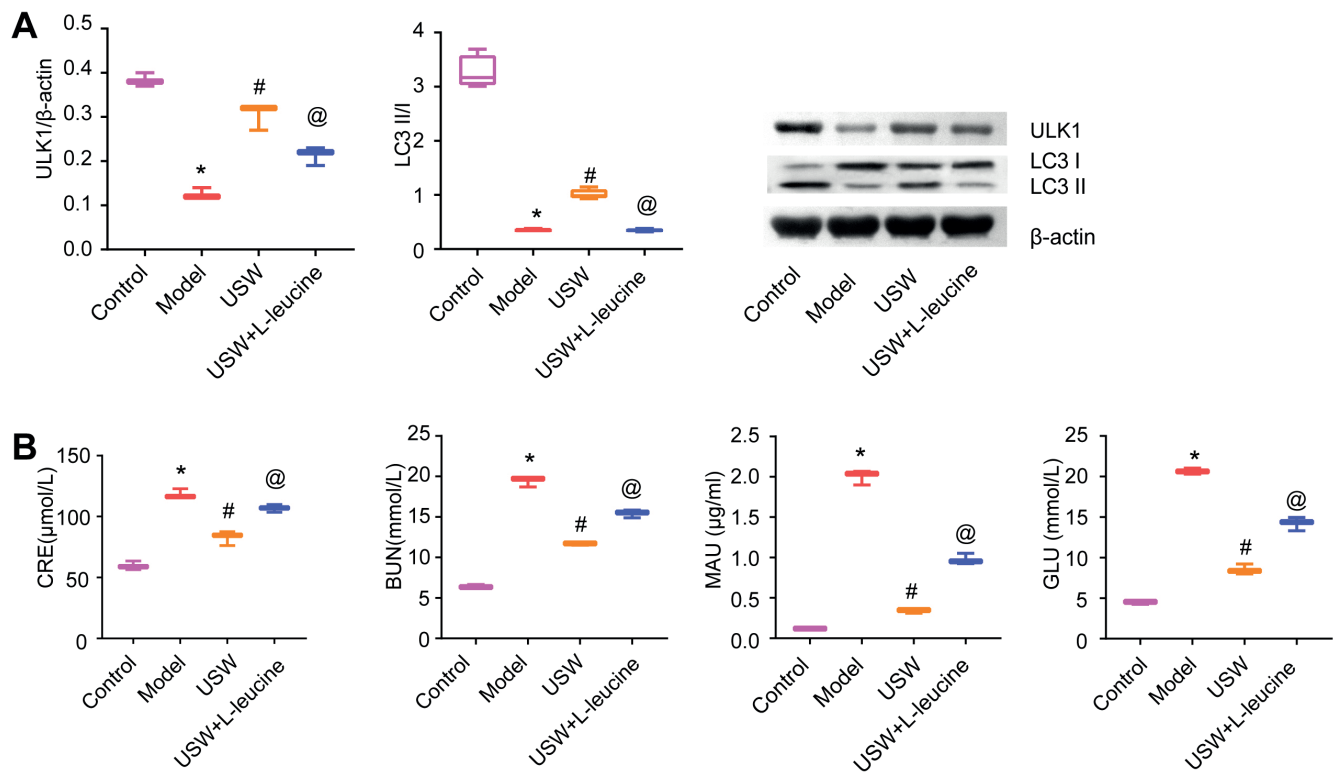 A
ULK1/β-actin
0.5
0.4
0.3
0.2
0.1
0.0
*
#
@
Control
Model
USW
USW+L-leucine
LC3 II/I
4
3
2
1
0
*
#
@
Control
Model
USW
USW+L-leucine
ULK1
LC3 I
LC3 II
β-actin
Control
Model
USW
USW+L-leucine
B
CRE(μmol/L)
150
100
50
0
*
#
@
Control
Model
USW
USW+L-leucine
BUN(mmol/L)
25
20
15
10
5
0
*
#
@
Control
Model
USW
USW+L-leucine
MAU (μg/ml)
2.5
2.0
1.5
1.0
0.5
0.0
*
#
@
Control
Model
USW
USW+L-leucine
GLU (mmol/L)
25
20
15
10
5
0
*
#
@
Control
Model
USW
USW+L-leucine